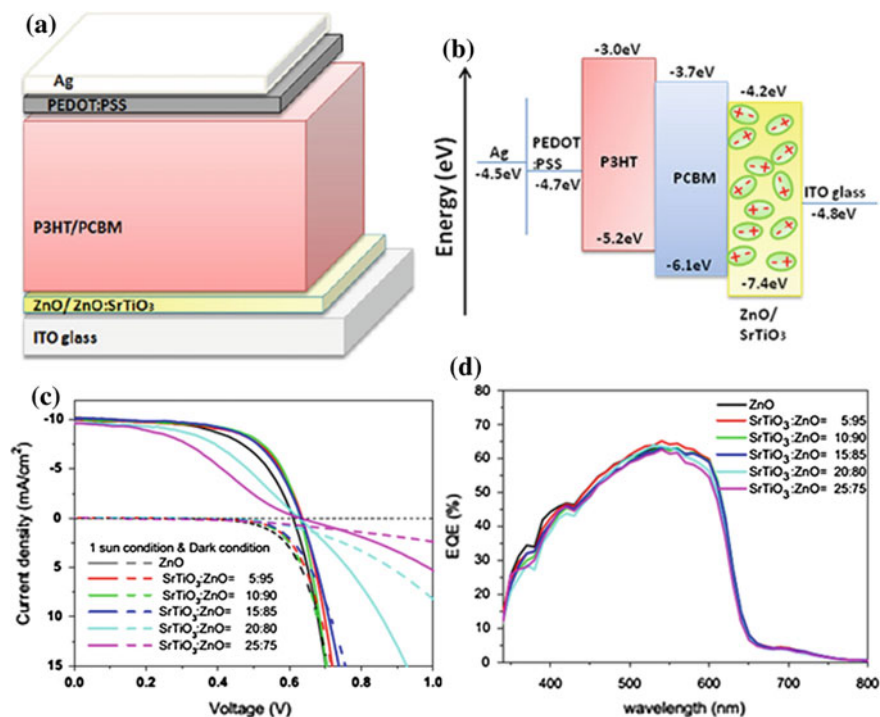 (a)
Ag
PEDOT:PSS
P3HT/PCBM
ZnO/ ZnO:SrTiO₃
ITO glass
(b)
Energy (eV)
Ag
-4.5eV
PEDOT
:PSS
-4.7eV
-3.0eV
P3HT
-5.2eV
-3.7eV
PCBM
-6.1eV
-4.2eV
-7.4eV
ZnO/
SrTiO₃
ITO glass
-4.8eV
(c)
Current density (mA/cm²)
-10
-5
0
5
10
15
1 sun condition & Dark condition
ZnO
SrTiO₃:ZnO= 5:95
SrTiO₃:ZnO= 10:90
SrTiO₃:ZnO= 15:85
SrTiO₃:ZnO= 20:80
SrTiO₃:ZnO= 25:75
0.0 0.2 0.4 0.6 0.8 1.0
Voltage (V)
(d)
EQE (%)
80
70
60
50
40
30
20
10
0
ZnO
SrTiO₃:ZnO= 5:95
SrTiO₃:ZnO= 10:90
SrTiO₃:ZnO= 15:85
SrTiO₃:ZnO= 20:80
SrTiO₃:ZnO= 25:75
400 500 600 700 800
wavelength (nm)